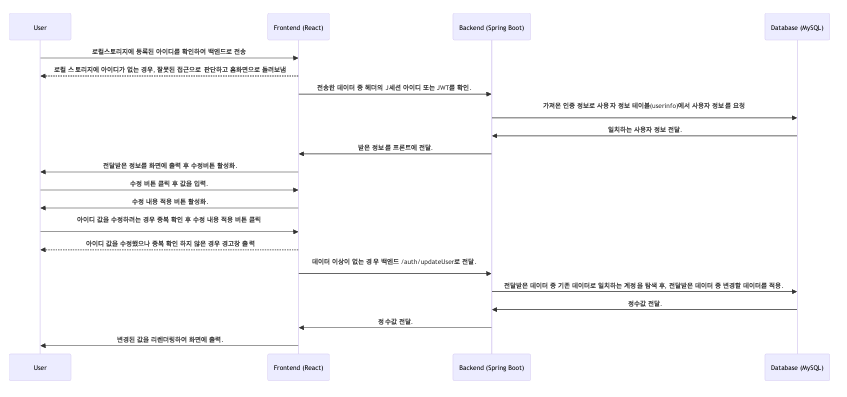 User
Frontend (React)
Backend (Spring Boot)
Database (MySQL)
로컬스토리지에 등록된 아이디를 확인하여 백엔드로 전송
로컬 스토리지에 아이디가 없는 경우, 잘못된 접근으로 판단하고 홈화면으로 돌려보냄
전송한 데이터 중 헤더의 J세션 아이디 또는 JWT를 확인.
가져온 인증 정보로 사용자 정보 테이블(userinfo)에서 사용자 정보를 요청
일치하는 사용자 정보 전달.
받은 정보를 프론트에 전달.
전달받은 정보를 화면에 출력 후 수정버튼 활성화.
수정 버튼 클릭 후 값을 입력.
수정 내용 적용 버튼 활성화.
아이디 값을 수정하려는 경우 중복 확인 후 수정 내용 적용 버튼 클릭
아이디 값을 수정했으나 중복 확인 하지 않은 경우 경고창 출력
데이터 이상이 없는 경우 백엔드 /auth/updateUser로 전달.
전달받은 데이터 중 기존 데이터로 일치하는 계정을 탐색 후, 전달받은 데이터 중 변경할 데이터를 적용.
정수값 전달.
정수값 전달.
변경된 값을 리렌더링하여 화면에 출력.
User
Frontend (React)
Backend (Spring Boot)
Database (MySQL)